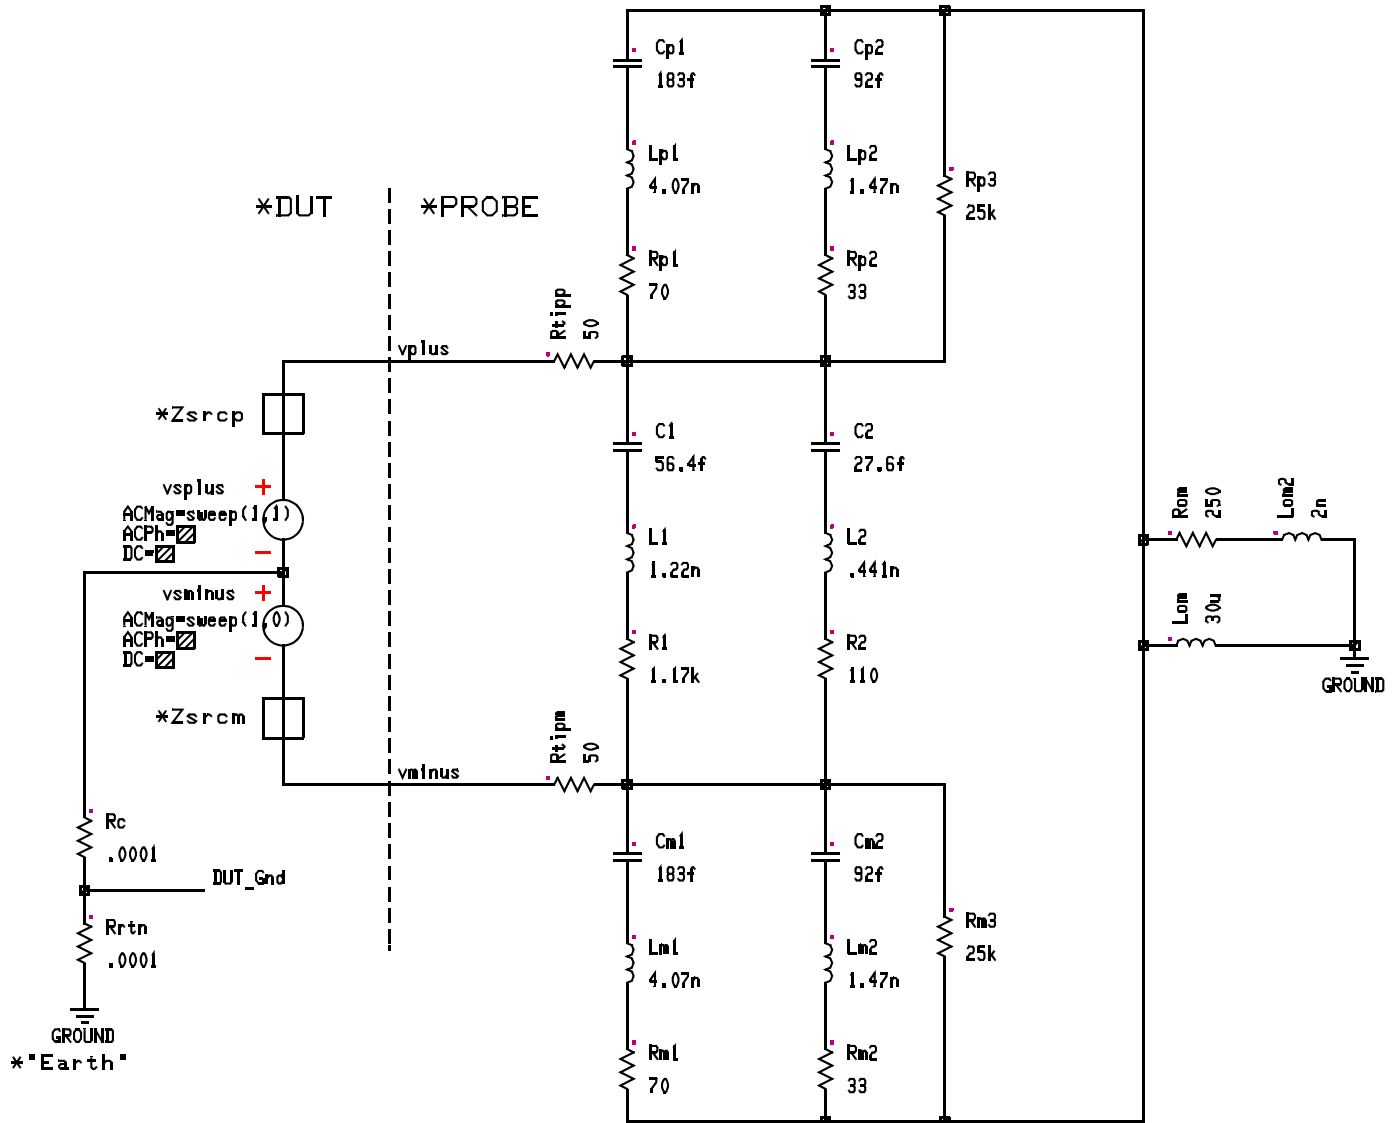 Cp1
183f
Cp2
92f
Lp1
4.07n
Lp2
1.47n
Rp3
25k
*DUT
*PROBE
Rp1
70
Rp2
33
Rtipp
50
vplus
*Zsrcp
C1
56.4f
C2
27.6f
vsplus
+
ACMag=sweep(1,1)
ACPh=
DC=
−
Rom
250
Lom2
2n
L1
1.22n
L2
.441n
vsminus
+
ACMag=sweep(1,0)
ACPh=
DC=
−
Lom
30u
R1
1.17k
R2
110
GROUND
*Zsrcm
Rtipm
50
vminus
Rc
.0001
Cm1
183f
Cm2
92f
DUT_Gnd
Rrtn
.0001
Lm1
4.07n
Lm2
1.47n
Rm3
25k
GROUND
*"Earth"
Rm1
70
Rm2
33